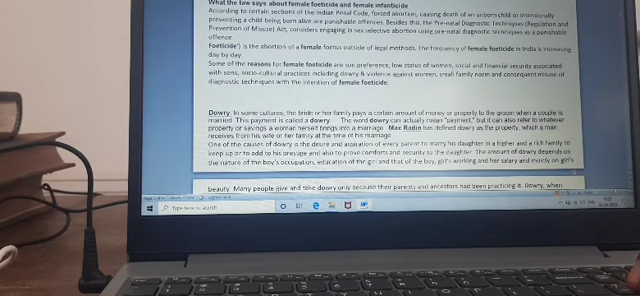 What the law says about female foeticide and female infanticide
According to certain sections of the Indian Penal Code, forced abortion, causing death of an unborn child or intentionally
preventing a child being born alive are punishable offences. Besides this, the Pre-natal Diagnostic Techniques (Regulation and
Prevention of Misuse) Act, considers engaging in sex selective abortion using pre-natal diagnostic techniques as a punishable
offence.
Foeticide') is the abortion of a female foetus outside of legal methods. The frequency of female foeticide in India is increasing
day by day.
Some of the reasons for female foeticide are son preference, low status of women, social and financial security associated
with sons, socio-cultural practices including dowry & violence against women, small family norm and consequent misuse of
diagnostic techniques with the intention of female foeticide.
Dowry. In some cultures, the bride or her family pays a certain amount of money or property to the groom when a couple is
married. This payment is called a dowry. The word dowry can actually mean "payment," but it can also refer to whatever
property or savings a woman herself brings into a marriage. Max Radin has defined dowry as the property, which a man
receives from his wife or her family at the time of his marriage.
One of the causes of dowry is the desire and aspiration of every parent to marry his daughter in a higher and a rich family to
keep up or to add to his prestige and also to prove comforts and security to the daughter. The amount of dowry depends on
the nature of the boy's occupation, education of the girl and that of the boy, girl's working and her salary and mostly on girl's
beauty. Many people give and take dowry only because their parents and ancestors had been practicing it. Dowry, when
Type here to search